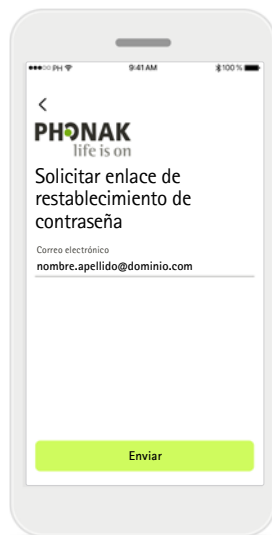 PH 9:41 AM 100 %
PHONAK
life is on
Solicitar enlace de
restablecimiento de
contraseña
Correo electrónico
nombre.apellido@dominio.com
Enviar